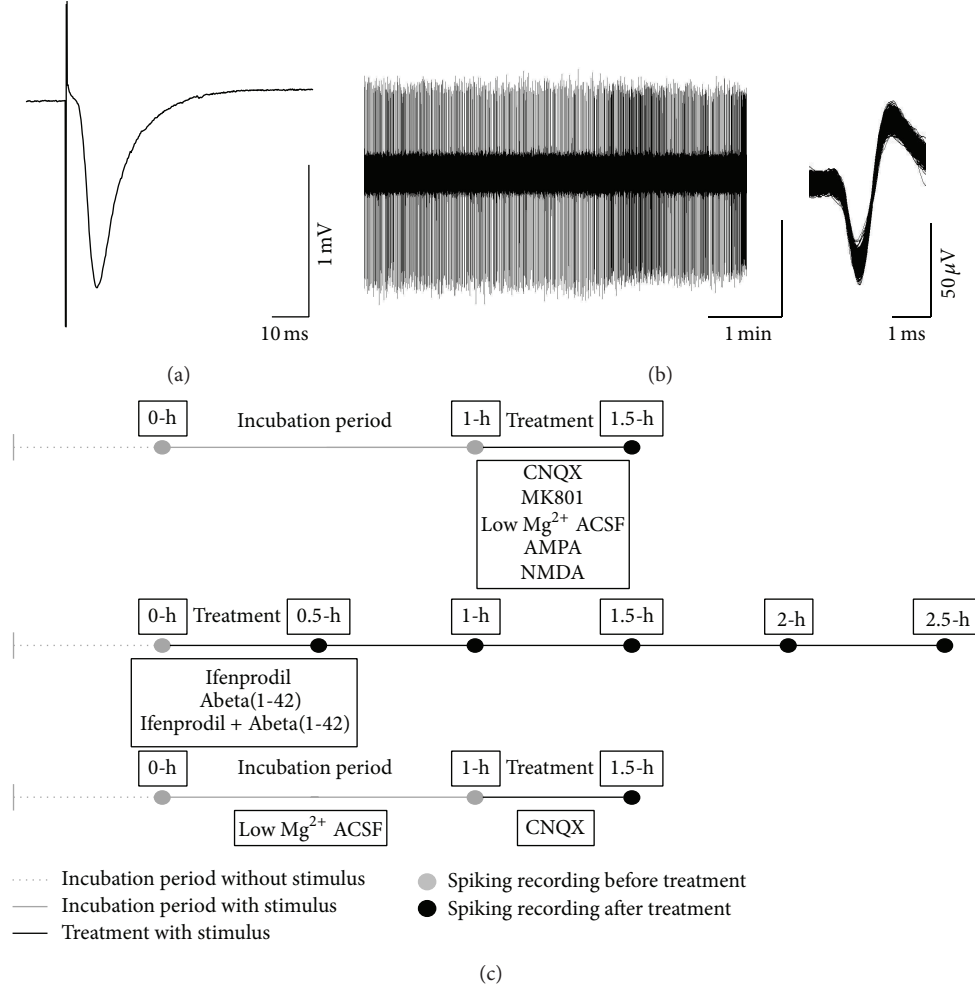 1 mV
10 ms
(a)
1 min
50 μV
1 ms
(b)
0-h Incubation period 1-h Treatment 1.5-h
CNQX
MK801
Low Mg²⁺ ACSF
AMPA
NMDA
0-h Treatment 0.5-h 1-h 1.5-h 2-h 2.5-h
Ifenprodil
Abeta(1-42)
Ifenprodil + Abeta(1-42)
0-h Incubation period 1-h Treatment 1.5-h
Low Mg²⁺ ACSF CNQX
Incubation period without stimulus
Incubation period with stimulus
Treatment with stimulus
Spiking recording before treatment
Spiking recording after treatment
(c)